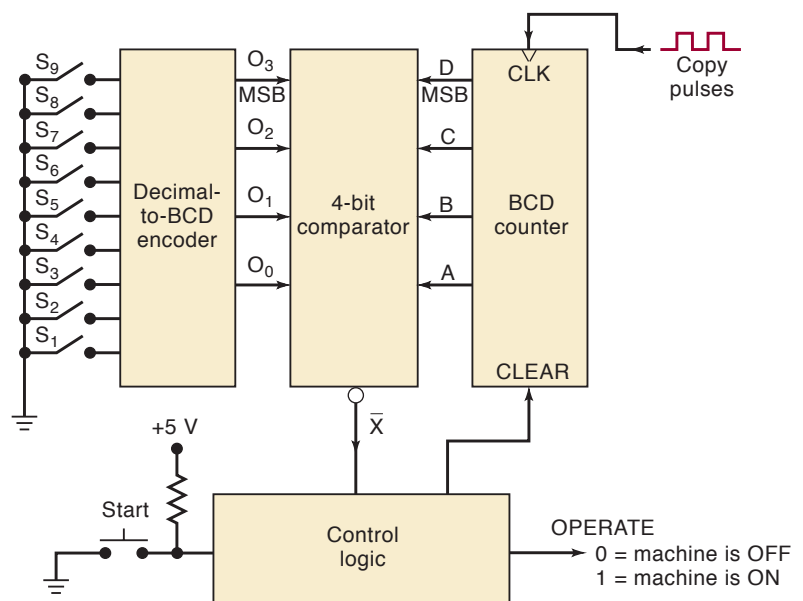 S9
S8
S7
S6
S5
S4
S3
S2
S1
Decimal-
to-BCD
encoder
O3
MSB
O2
O1
O0
4-bit
comparator
D
MSB
C
B
A
CLK
BCD
counter
CLEAR
Copy
pulses
X̅
+5 V
Start
Control
logic
OPERATE
0 = machine is OFF
1 = machine is ON